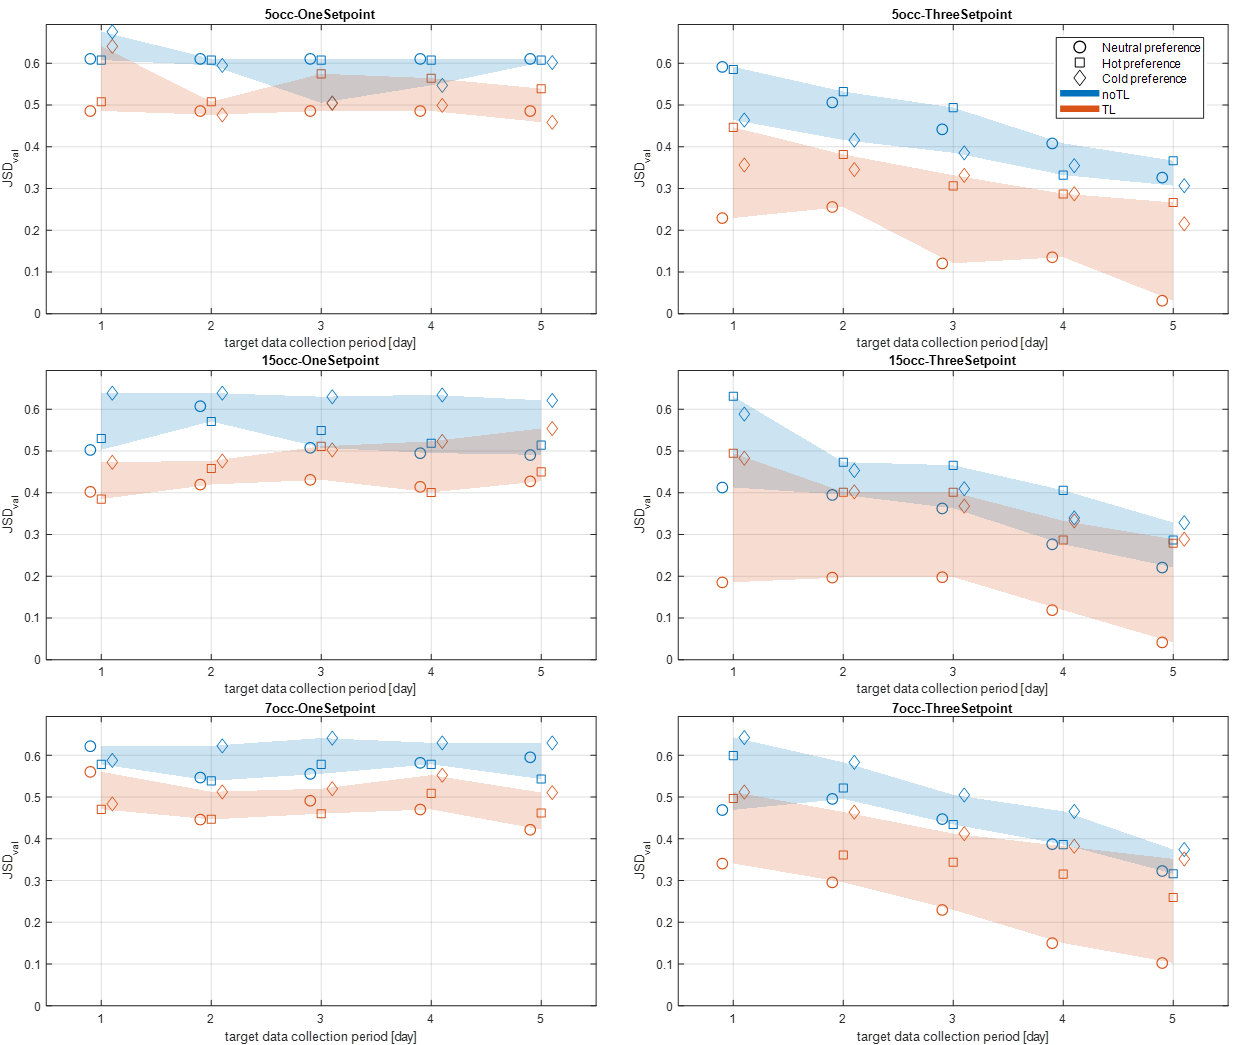 5occ-OneSetpoint
JSDval
0.6
0.5
0.4
0.3
0.2
0.1
0
1 2 3 4 5
target data collection period [day]
5occ-ThreeSetpoint
Neutral preference
Hot preference
Cold preference
noTL
TL
JSDval
0.6
0.5
0.4
0.3
0.2
0.1
0
1 2 3 4 5
target data collection period [day]
15occ-OneSetpoint
JSDval
0.6
0.5
0.4
0.3
0.2
0.1
0
1 2 3 4 5
target data collection period [day]
15occ-ThreeSetpoint
JSDval
0.6
0.5
0.4
0.3
0.2
0.1
0
1 2 3 4 5
target data collection period [day]
7occ-OneSetpoint
JSDval
0.6
0.5
0.4
0.3
0.2
0.1
0
1 2 3 4 5
target data collection period [day]
7occ-ThreeSetpoint
JSDval
0.6
0.5
0.4
0.3
0.2
0.1
0
1 2 3 4 5
target data collection period [day]